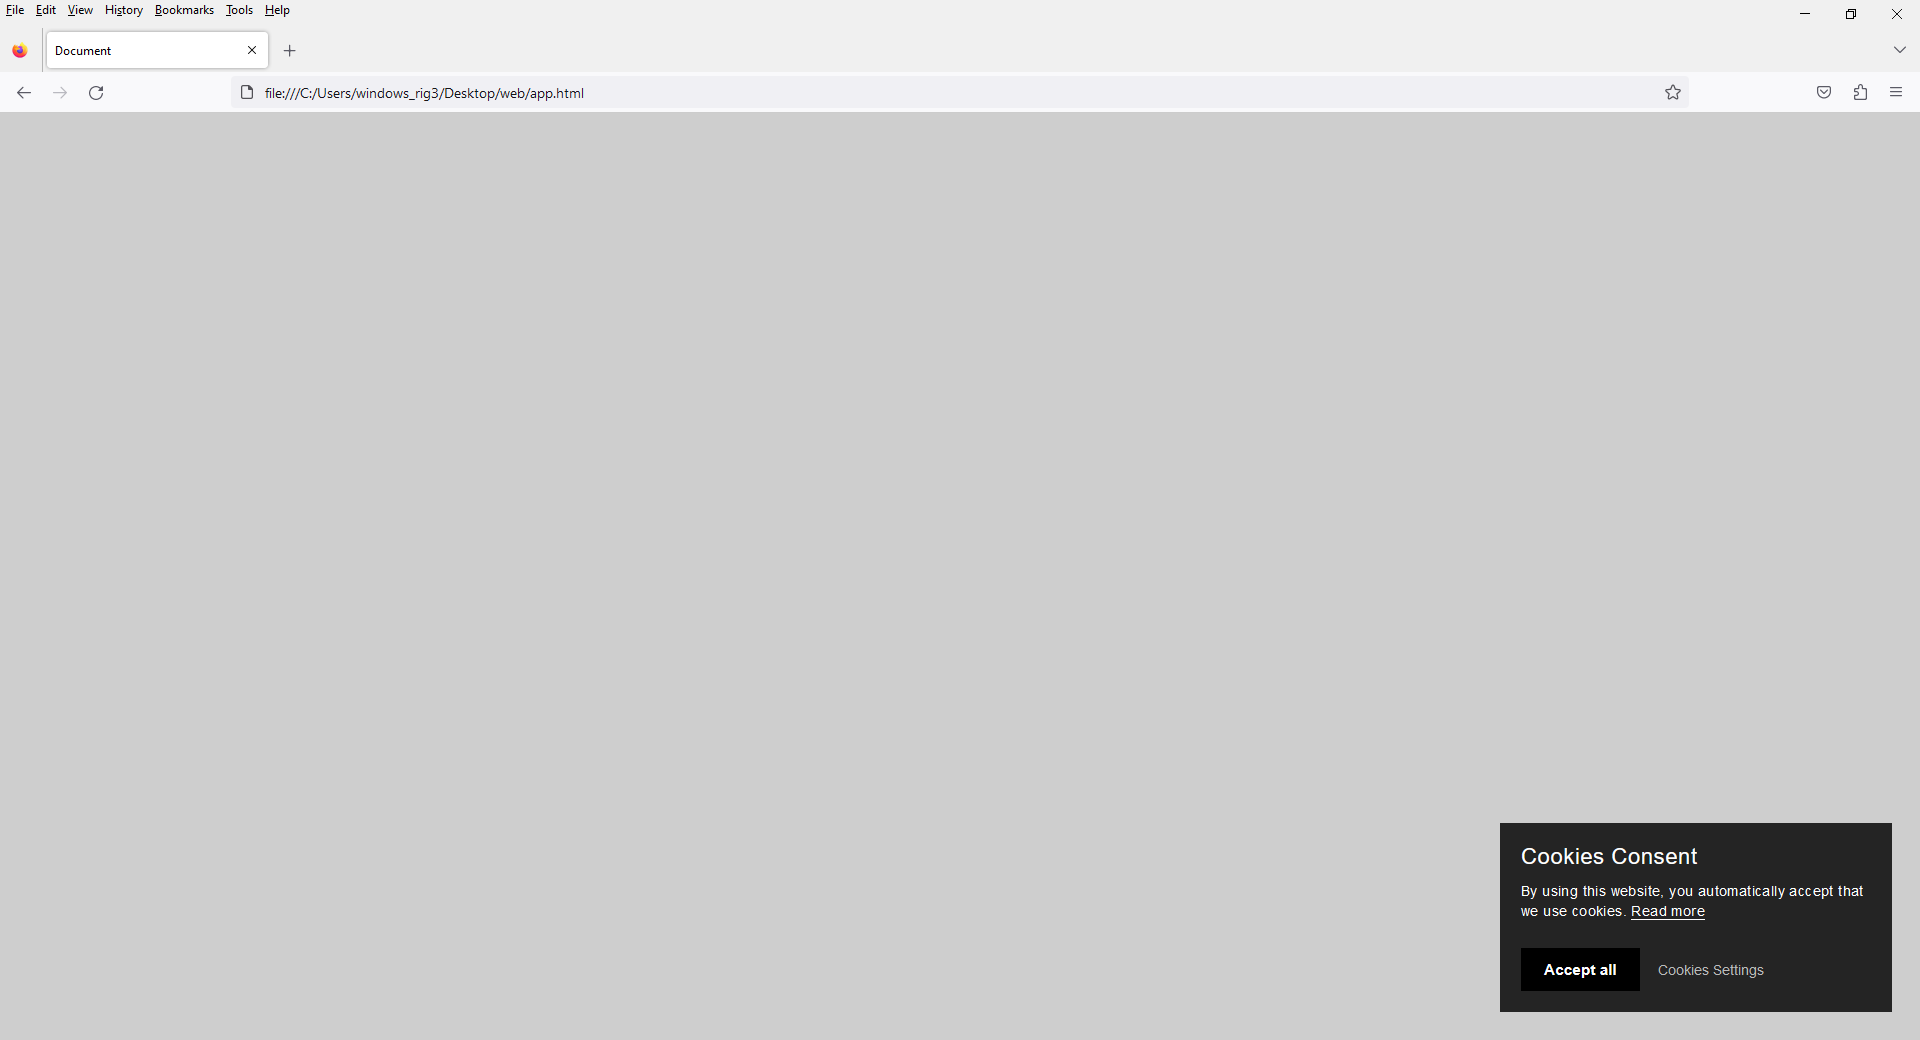 File Edit View History Bookmarks Tools Help
Document
file:///C:/Users/windows_rig3/Desktop/web/app.html
Cookies Consent
By using this website, you automatically accept that
we use cookies. Read more
Accept all Cookies Settings